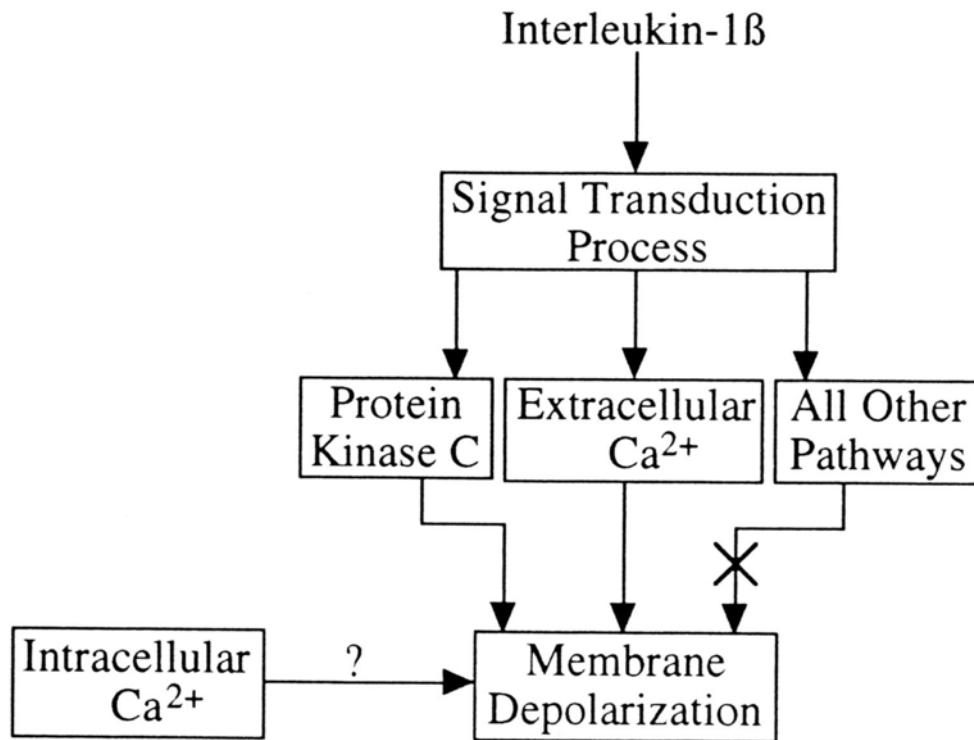 Interleukin-1ß
Signal Transduction
Process
Protein
Kinase C
Extracellular
Ca²⁺
All Other
Pathways
Intracellular
Ca²⁺
?
Membrane
Depolarization